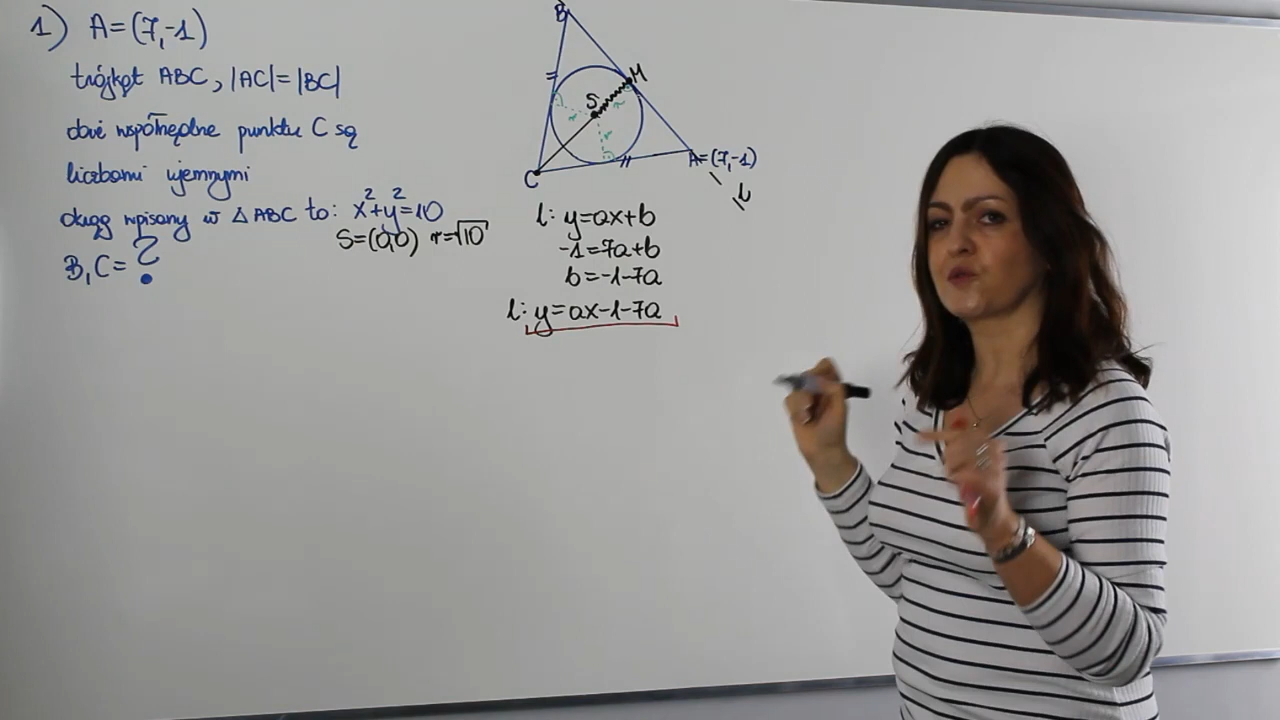 1) A=(7,-1)
trójkąt ABC, |AC|=|BC|
obie współrzędne punktu C są
liczbami ujemnymi
okrąg wpisany w △ABC to: x²+y²=10
S=(0,0) r=√10
B,C=?
B
M
S
r
r
r
C
A=(7,-1)
l
l: y=ax+b
-1=7a+b
b=-1-7a
l: y=ax-1-7a